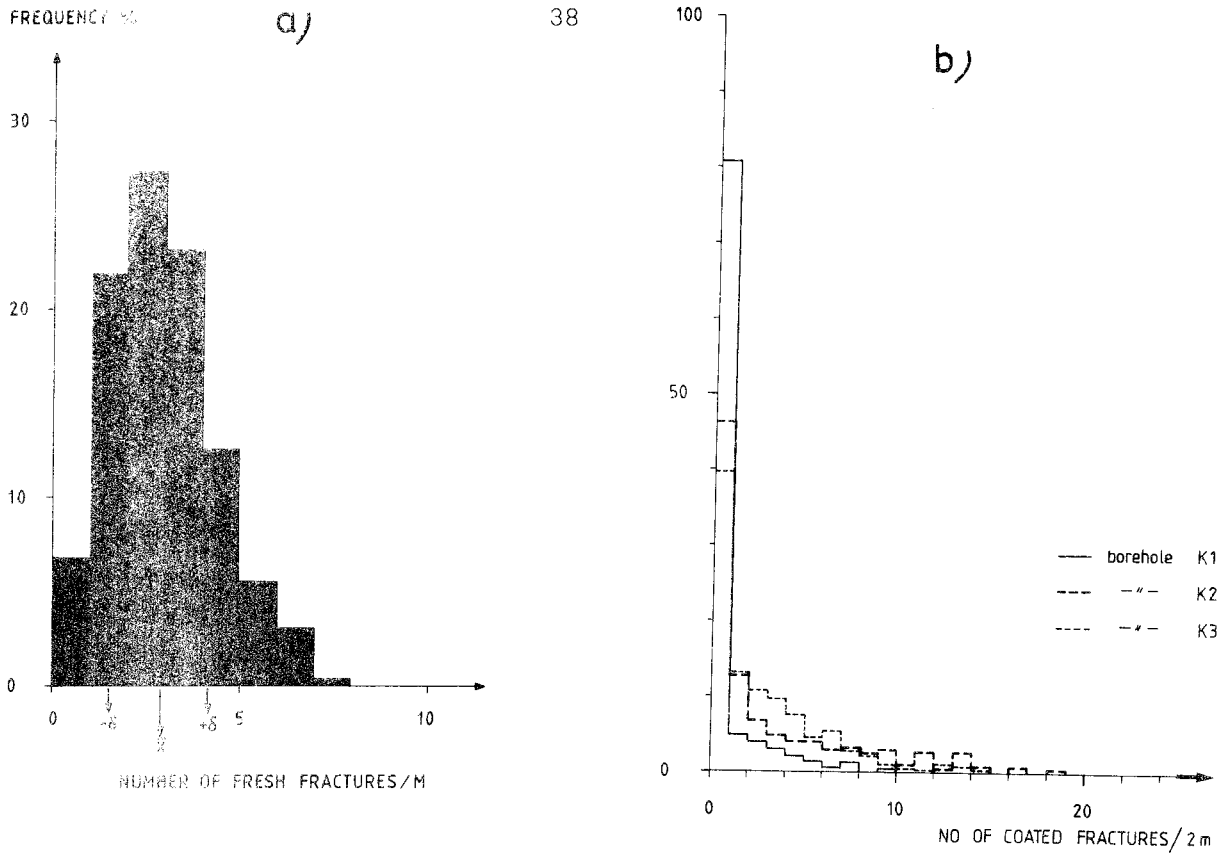 FREQUENCY %
a)
38
30
20
10
0
0
-δ
x̄
+δ
5
10
NUMBER OF FRESH FRACTURES/M
b)
100
50
0
borehole K1
—〃— K2
—〃— K3
0
10
20
NO OF COATED FRACTURES/2m